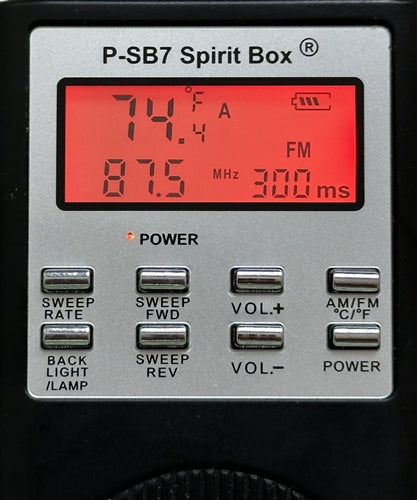 P-SB7 Spirit Box ®
74.4 °F A
FM
87.5 MHz 300 ms
POWER
SWEEP RATE
SWEEP FWD
VOL.+
AM/FM °C/°F
BACK LIGHT /LAMP
SWEEP REV
VOL.−
POWER